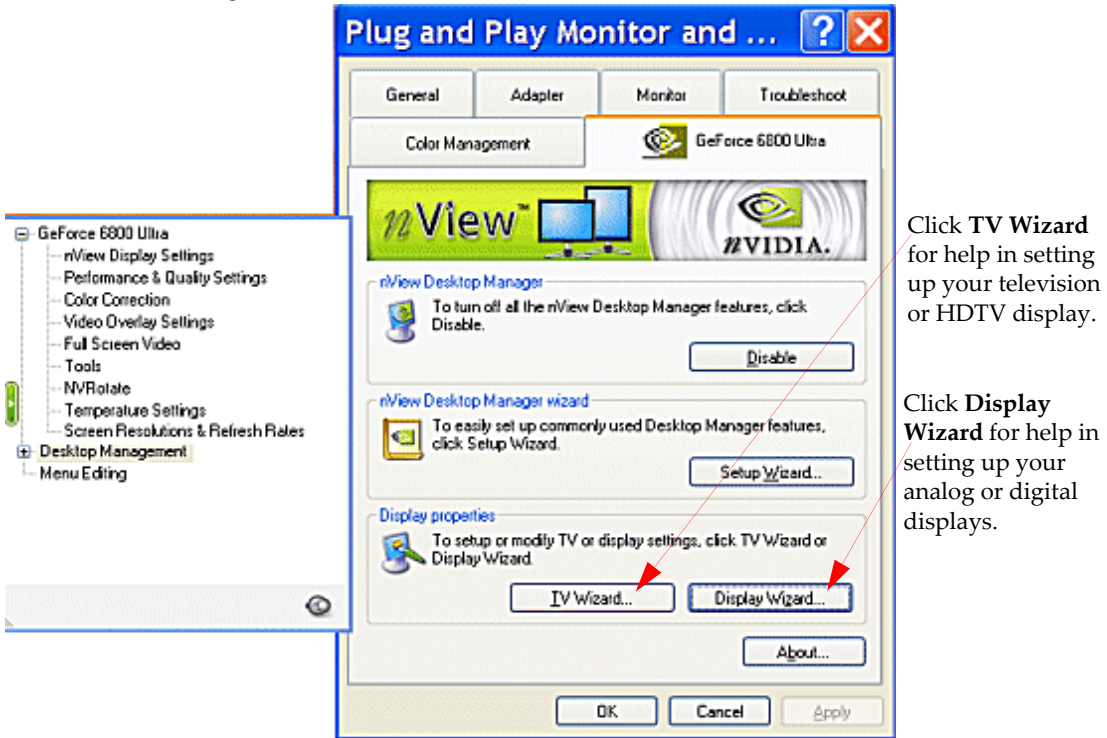 Plug and Play Monitor and ...
General
Adapter
Monitor
Troubleshoot
Color Management
GeForce 6800 Ultra
nView™
nVIDIA.
GeForce 6800 Ultra
nView Display Settings
Performance & Quality Settings
Color Correction
Video Overlay Settings
Full Screen Video
Tools
NVRotate
Temperature Settings
Screen Resolutions & Refresh Rates
Desktop Management
Menu Editing
nView Desktop Manager
To turn off all the nView Desktop Manager features, click
Disable.
Disable
nView Desktop Manager wizard
To easily set up commonly used Desktop Manager features,
click Setup Wizard.
Setup Wizard...
Display properties
To setup or modify TV or display settings, click TV Wizard or
Display Wizard.
TV Wizard...
Display Wizard...
About...
OK
Cancel
Apply
Click TV Wizard
for help in setting
up your television
or HDTV display.
Click Display
Wizard for help in
setting up your
analog or digital
displays.